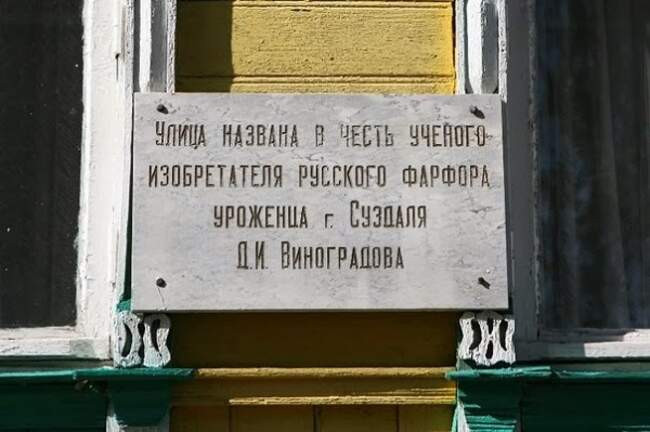 Улица названа в честь ученого
изобретателя русского фарфора
уроженца г. Суздаля
Д.И. Виноградова